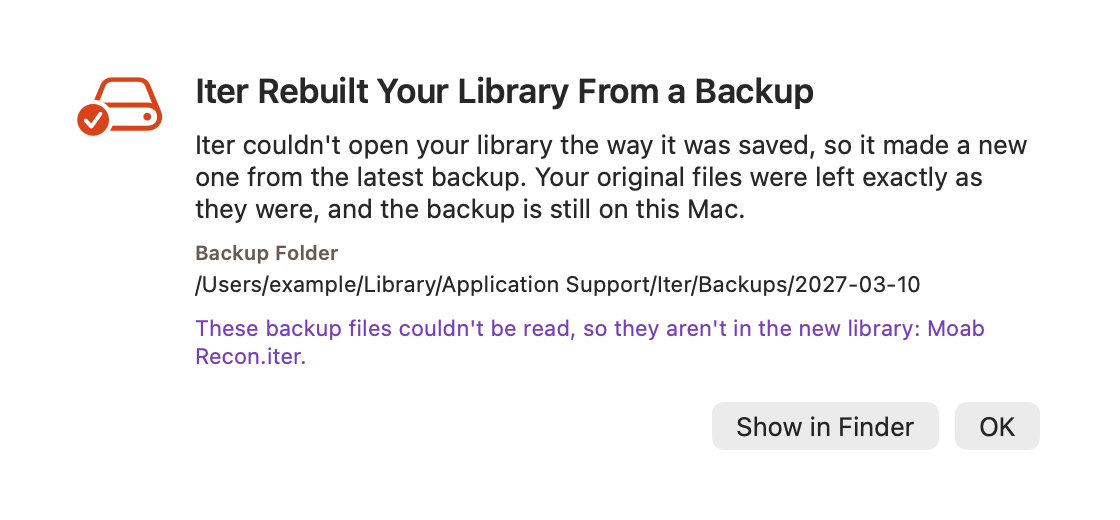 Iter Rebuilt Your Library From a Backup
Iter couldn't open your library the way it was saved, so it made a new
one from the latest backup. Your original files were left exactly as
they were, and the backup is still on this Mac.
Backup Folder
/Users/example/Library/Application Support/Iter/Backups/2027-03-10
These backup files couldn't be read, so they aren't in the new library: Moab
Recon.iter.
Show in Finder
OK